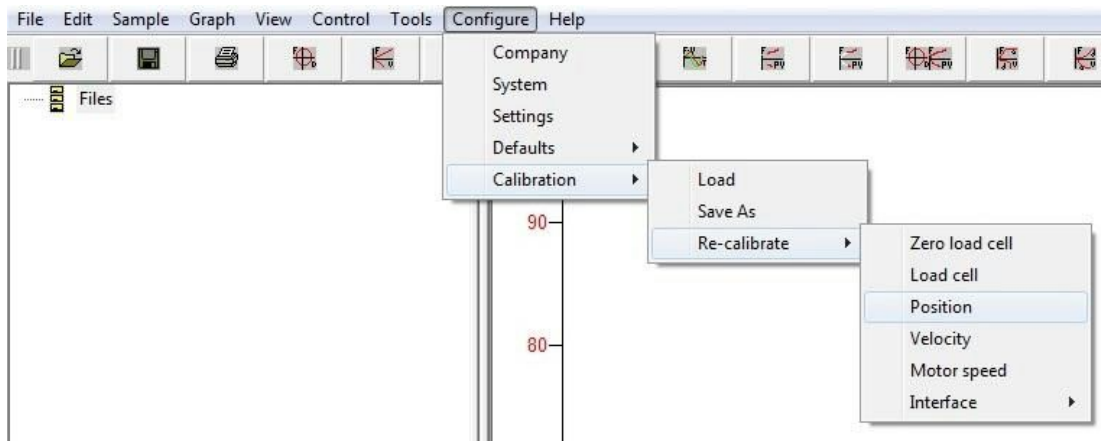 File Edit Sample Graph View Control Tools Configure Help
Company
System
Settings
Defaults
Calibration
Load
Save As
Re-calibrate
Zero load cell
Load cell
Position
Velocity
Motor speed
Interface
Files
90
80